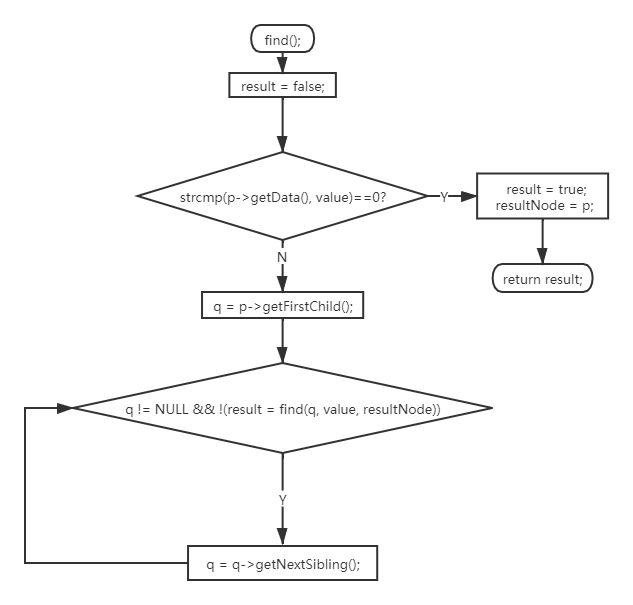 find();
result = false;
strcmp(p->getData(), value)==0?
Y
result = true;
resultNode = p;
N
return result;
q = p->getFirstChild();
q != NULL && !(result = find(q, value, resultNode))
Y
q = q->getNextSibling();